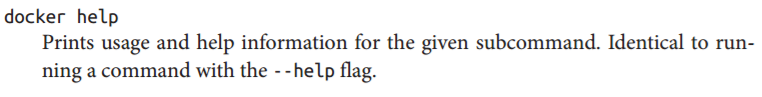 docker help
Prints usage and help information for the given subcommand. Identical to run-
ning a command with the --help flag.